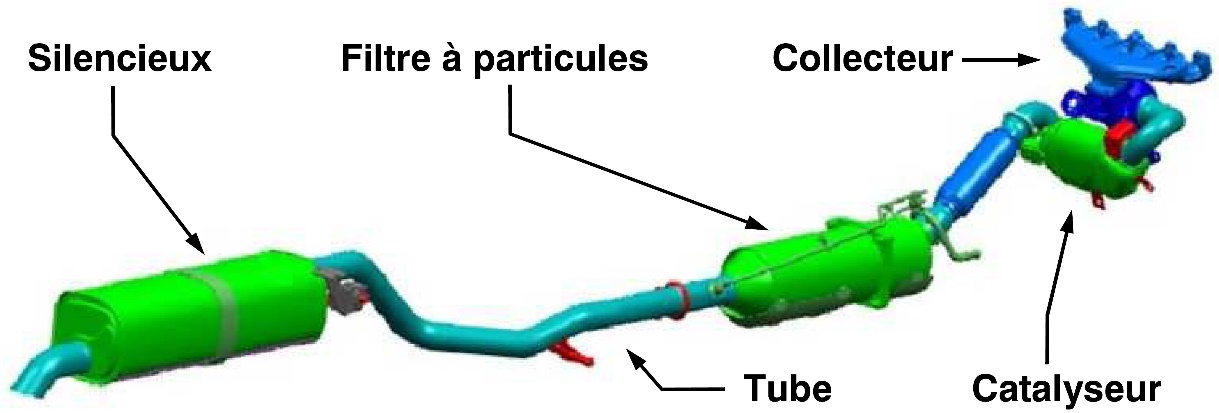 Silencieux
Filtre à particules
Collecteur
Tube
Catalyseur